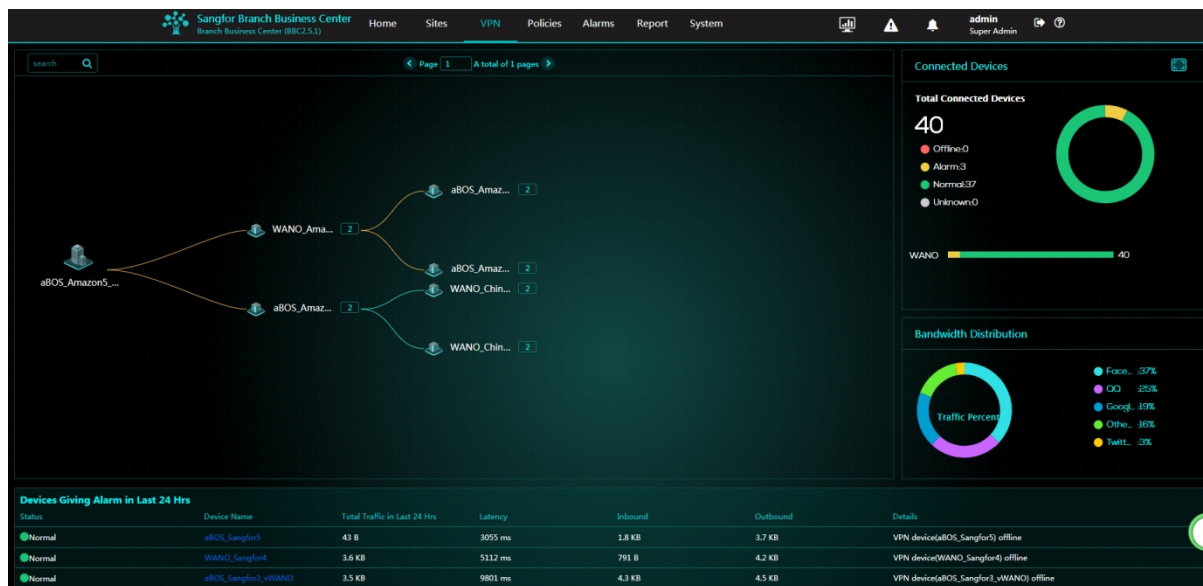 Sangfor Branch Business Center
Branch Business Center (BBC2.5.1)
Home Sites VPN Policies Alarms Report System
admin
Super Admin
search
Page 1 A total of 1 pages
aBOS_Amazon5_...
WANO_Ama... 2
aBOS_Amaz... 2
aBOS_Amaz... 2
aBOS_Amaz... 2
WANO_Chin... 2
WANO_Chin... 2
Connected Devices
Total Connected Devices
40
Offline:0
Alarm:3
Normal:37
Unknown:0
WANO 40
Bandwidth Distribution
Traffic Percent
Face... :37%
QQ :25%
Googl... :19%
Othe... :16%
Twitt... :3%
Devices Giving Alarm in Last 24 Hrs
Status Device Name Total Traffic in Last 24 Hrs Latency Inbound Outbound Details
Normal aBOS_Sangfor5 43 B 3055 ms 1.8 KB 3.7 KB VPN device(aBOS_Sangfor5) offline
Normal WANO_Sangfor4 3.6 KB 5112 ms 791 B 4.2 KB VPN device(WANO_Sangfor4) offline
Normal aBOS_Sangfor3_vWANO 3.5 KB 9801 ms 4.3 KB 4.5 KB VPN device(aBOS_Sangfor3_vWANO) offline